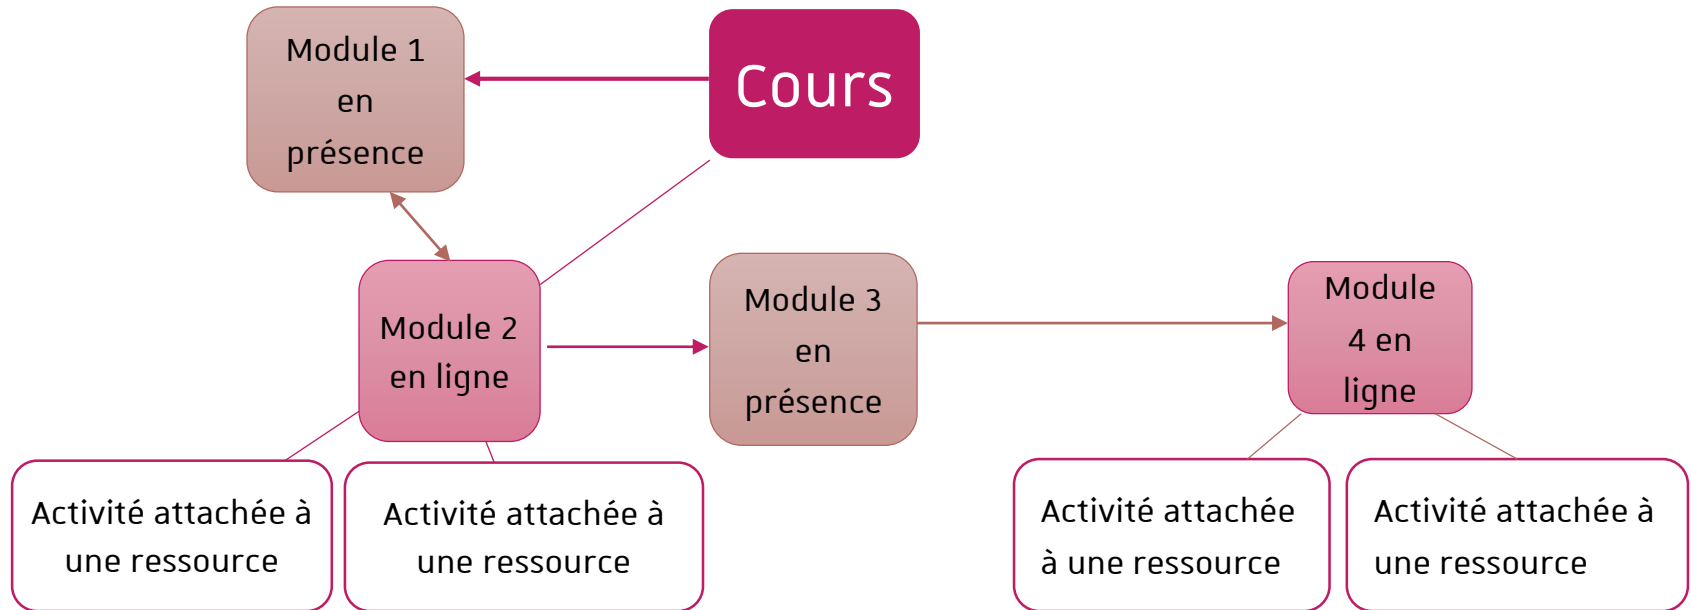 Module 1
en
présence
Cours
Module 2
en ligne
Module 3
en
présence
Module
4 en
ligne
Activité attachée à
une ressource
Activité attachée à
une ressource
Activité attachée
à une ressource
Activité attachée à
une ressource